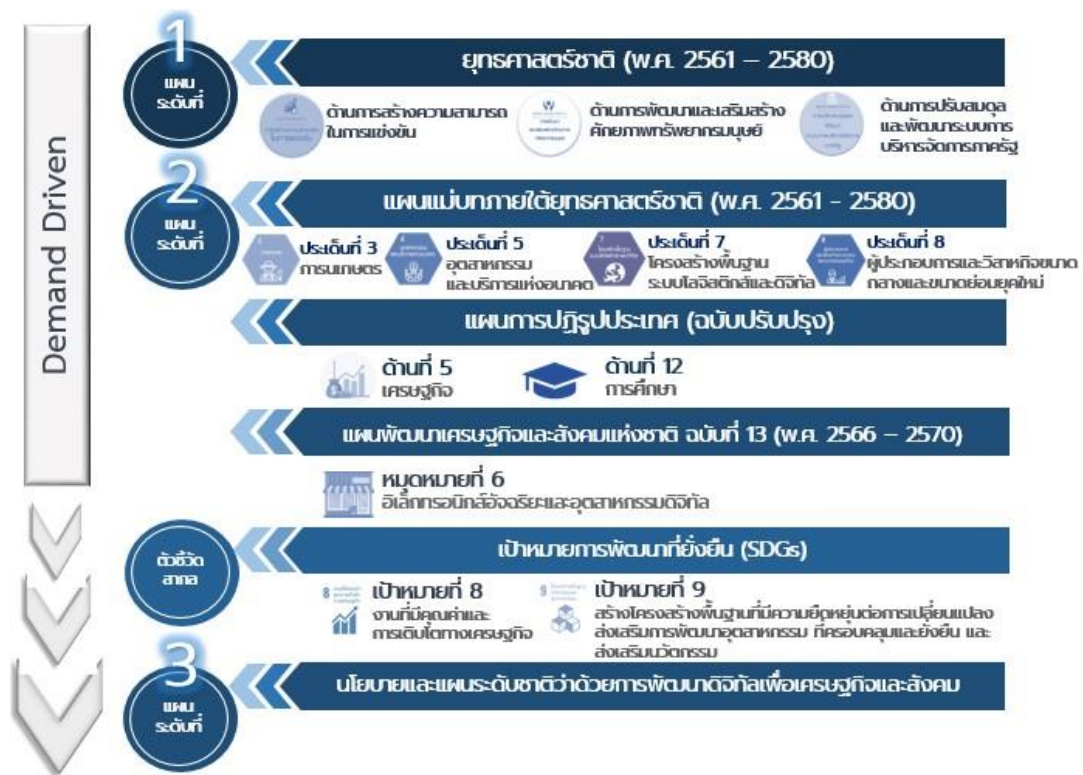 Demand Driven
1
แผน
ระดับที่
ยุทธศาสตร์ชาติ (พ.ศ. 2561 – 2580)
ด้านการสร้างความสามารถ
ในการแข่งขัน
ด้านการพัฒนาและเสริมสร้าง
ศักยภาพทรัพยากรมนุษย์
ด้านการปรับสมดุล
และพัฒนาระบบการ
บริหารจัดการภาครัฐ
2
แผน
ระดับที่
แผนแม่บทภายใต้ยุทธศาสตร์ชาติ (พ.ศ. 2561 - 2580)
ประเด็นที่ 3
การเกษตร
ประเด็นที่ 5
อุตสาหกรรม
และบริการแห่งอนาคต
ประเด็นที่ 7
โครงสร้างพื้นฐาน
ระบบโลจิสติกส์และดิจิทัล
ประเด็นที่ 8
ผู้ประกอบการและวิสาหกิจขนาด
กลางและขนาดย่อมยุคใหม่
แผนการปฏิรูปประเทศ (ฉบับปรับปรุง)
ด้านที่ 5
เศรษฐกิจ
ด้านที่ 12
การศึกษา
แผนพัฒนาเศรษฐกิจและสังคมแห่งชาติ ฉบับที่ 13 (พ.ศ. 2566 – 2570)
หมุดหมายที่ 6
อิเล็กทรอนิกส์อัจฉริยะและอุตสาหกรรมดิจิทัล
ตัวชี้วัด
สากล
เป้าหมายการพัฒนาที่ยั่งยืน (SDGs)
8
เป้าหมายที่ 8
งานที่มีคุณค่าและ
การเติบโตทางเศรษฐกิจ
9
เป้าหมายที่ 9
สร้างโครงสร้างพื้นฐานที่มีความยืดหยุ่นต่อการเปลี่ยนแปลง
ส่งเสริมการพัฒนาอุตสาหกรรม ที่ครอบคลุมและยั่งยืน และ
ส่งเสริมนวัตกรรม
3
แผน
ระดับที่
นโยบายและแผนระดับชาติว่าด้วยการพัฒนาดิจิทัลเพื่อเศรษฐกิจและสังคม